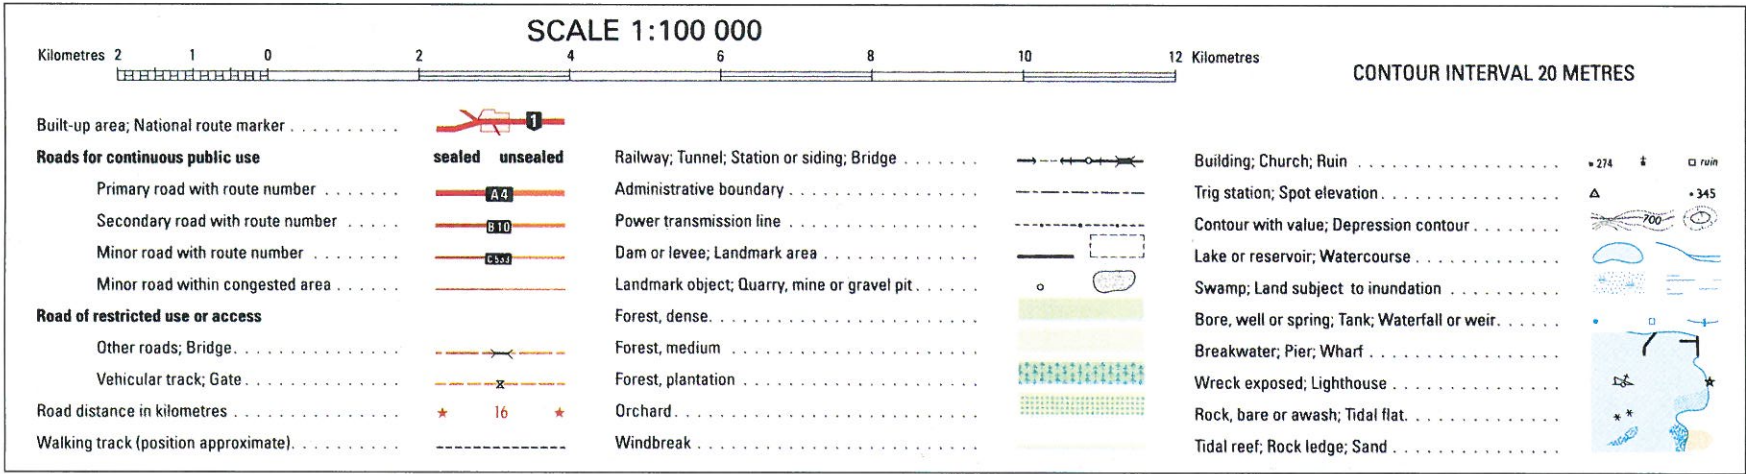 SCALE 1:100 000
Kilometres 2 1 0 2 4 6 8 10 12 Kilometres
CONTOUR INTERVAL 20 METRES
Built-up area; National route marker . . . . . . . . . . 1
Roads for continuous public use sealed unsealed
Primary road with route number . . . . . . . A4
Secondary road with route number . . . . . B10
Minor road with route number . . . . . . . . C533
Minor road within congested area . . . . . . .
Road of restricted use or access
Other roads; Bridge. . . . . . . . . . . . . . .
Vehicular track; Gate . . . . . . . . . . . . . .
Road distance in kilometres . . . . . . . . . . . . . . 16
Walking track (position approximate). . . . . . . . . .
Railway; Tunnel; Station or siding; Bridge . . . . . . .
Administrative boundary . . . . . . . . . . . . . . . .
Power transmission line . . . . . . . . . . . . . . . .
Dam or levee; Landmark area . . . . . . . . . . . . .
Landmark object; Quarry, mine or gravel pit . . . . . .
Forest, dense. . . . . . . . . . . . . . . . . . . . . .
Forest, medium . . . . . . . . . . . . . . . . . . . . .
Forest, plantation . . . . . . . . . . . . . . . . . . .
Orchard. . . . . . . . . . . . . . . . . . . . . . . . .
Windbreak . . . . . . . . . . . . . . . . . . . . . . .
Building; Church; Ruin . . . . . . . . . . . . . . . . 274 ruin
Trig station; Spot elevation . . . . . . . . . . . . . . 345
Contour with value; Depression contour . . . . . . . 700
Lake or reservoir; Watercourse . . . . . . . . . . . .
Swamp; Land subject to inundation . . . . . . . . .
Bore, well or spring; Tank; Waterfall or weir. . . . . .
Breakwater; Pier; Wharf . . . . . . . . . . . . . . . .
Wreck exposed; Lighthouse . . . . . . . . . . . . . .
Rock, bare or awash; Tidal flat. . . . . . . . . . . . .
Tidal reef; Rock ledge; Sand . . . . . . . . . . . . . .